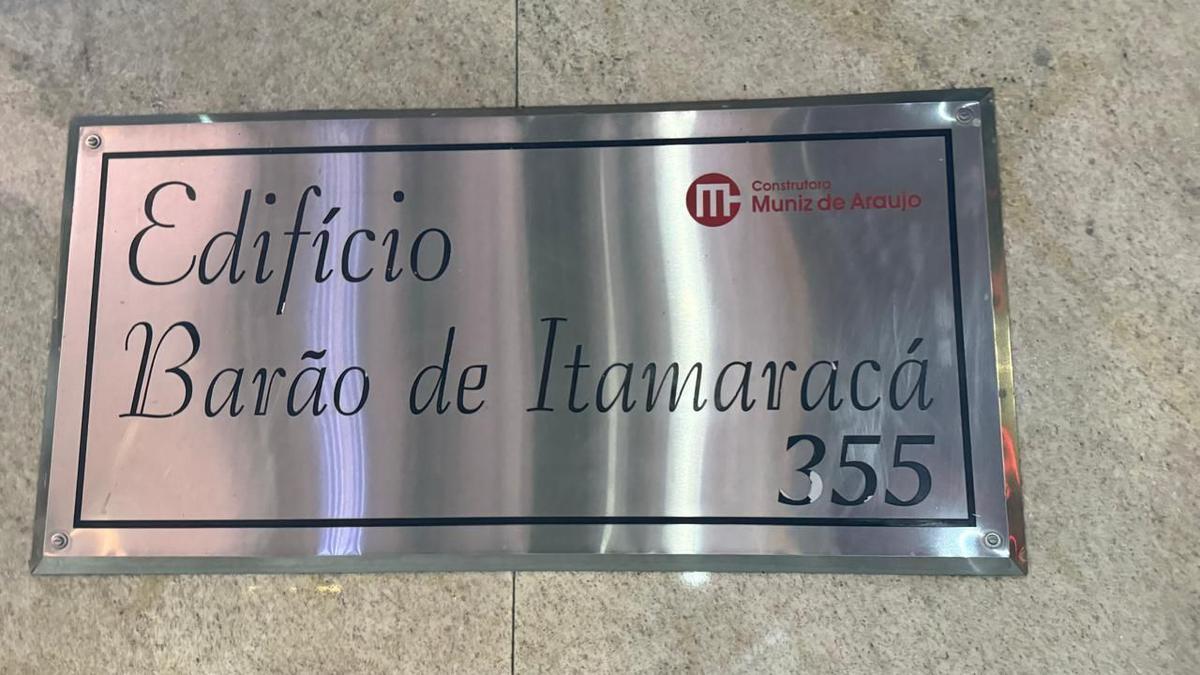 Edifício
Construtora
Muniz de Araujo
Barão de Itamaracá
355